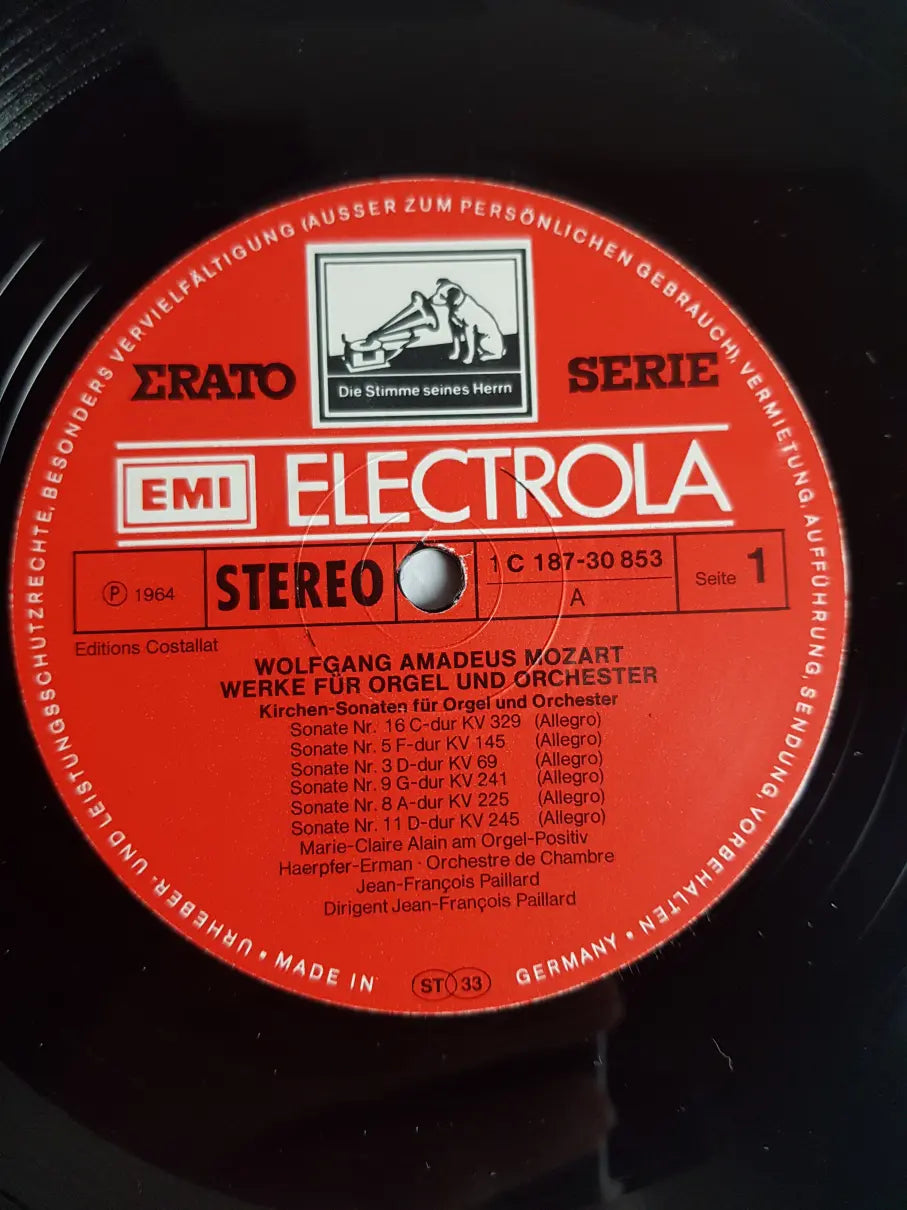 URHEBER- UND LEISTUNGSSCHUTZRECHTE, BESONDERS VERVIELFÄLTIGUNG (AUSSER ZUM PERSÖNLICHEN GEBRAUCH), VERMIETUNG, AUFFÜHRUNG, SENDUNG, VORBEHALTEN • MADE IN GERMANY •
ERATO
SERIE
Die Stimme seines Herrn
EMI ELECTROLA
Ⓟ 1964
STEREO
1 C 187-30 853
A
Seite 1
Editions Costallat
WOLFGANG AMADEUS MOZART
WERKE FÜR ORGEL UND ORCHESTER
Kirchen-Sonaten für Orgel und Orchester
Sonate Nr. 16 C-dur KV 329 (Allegro)
Sonate Nr. 5 F-dur KV 145 (Allegro)
Sonate Nr. 3 D-dur KV 69 (Allegro)
Sonate Nr. 9 G-dur KV 241 (Allegro)
Sonate Nr. 8 A-dur KV 225 (Allegro)
Sonate Nr. 11 D-dur KV 245 (Allegro)
Marie-Claire Alain am Orgel-Positiv
Haerpfer-Erman · Orchestre de Chambre
Jean-François Paillard
Dirigent Jean-François Paillard
ST 33